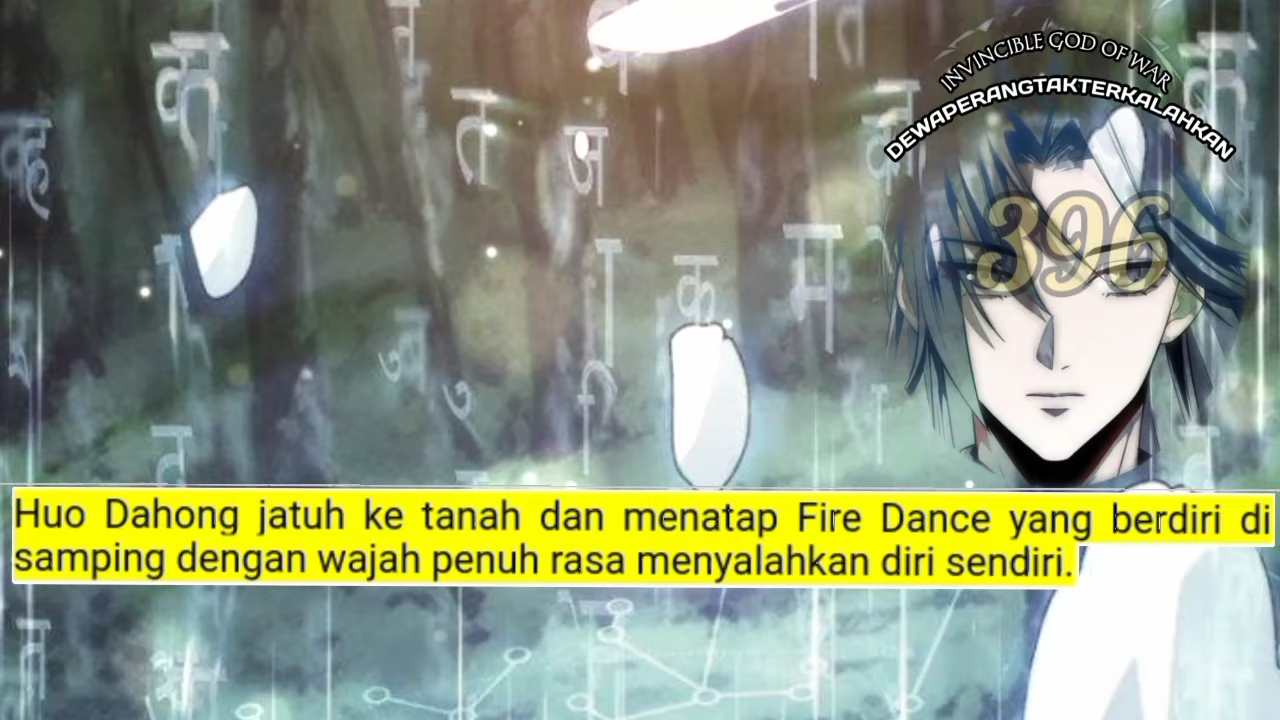 INVINCIBLE GOD OF WAR
DEWAPERANGTAKTERKALAHKAN
396
Huo Dahong jatuh ke tanah dan menatap Fire Dance yang berdiri di
samping dengan wajah penuh rasa menyalahkan diri sendiri.